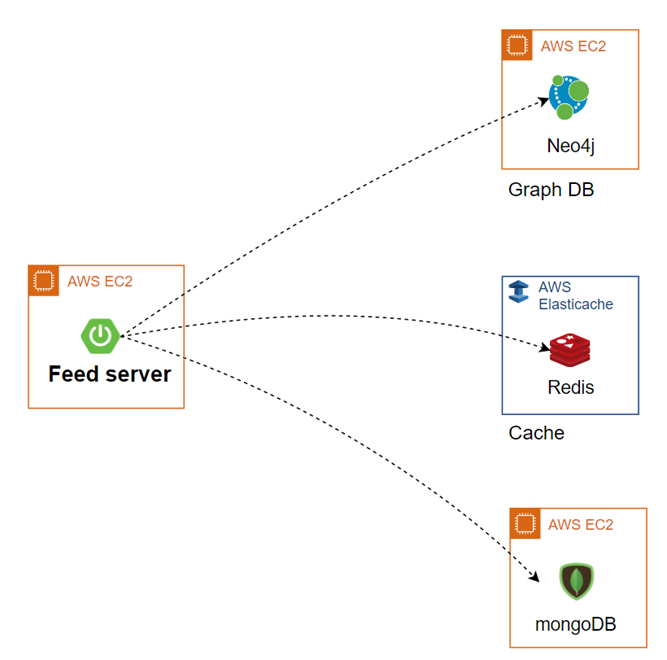 AWS EC2
Neo4j
Graph DB
AWS EC2
Feed server
AWS
Elasticache
Redis
Cache
AWS EC2
mongoDB